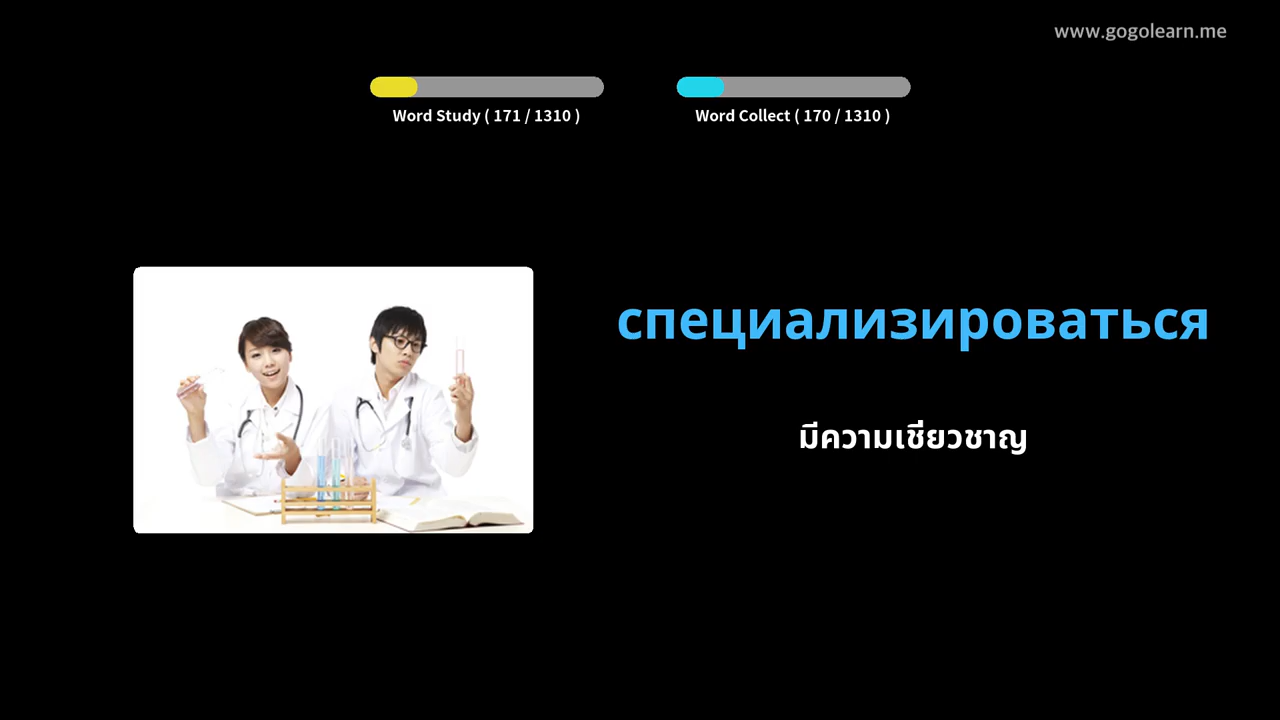 www.gogolearn.me
Word Study ( 171 / 1310 )
Word Collect ( 170 / 1310 )
специализироваться
มีความเชี่ยวชาญ